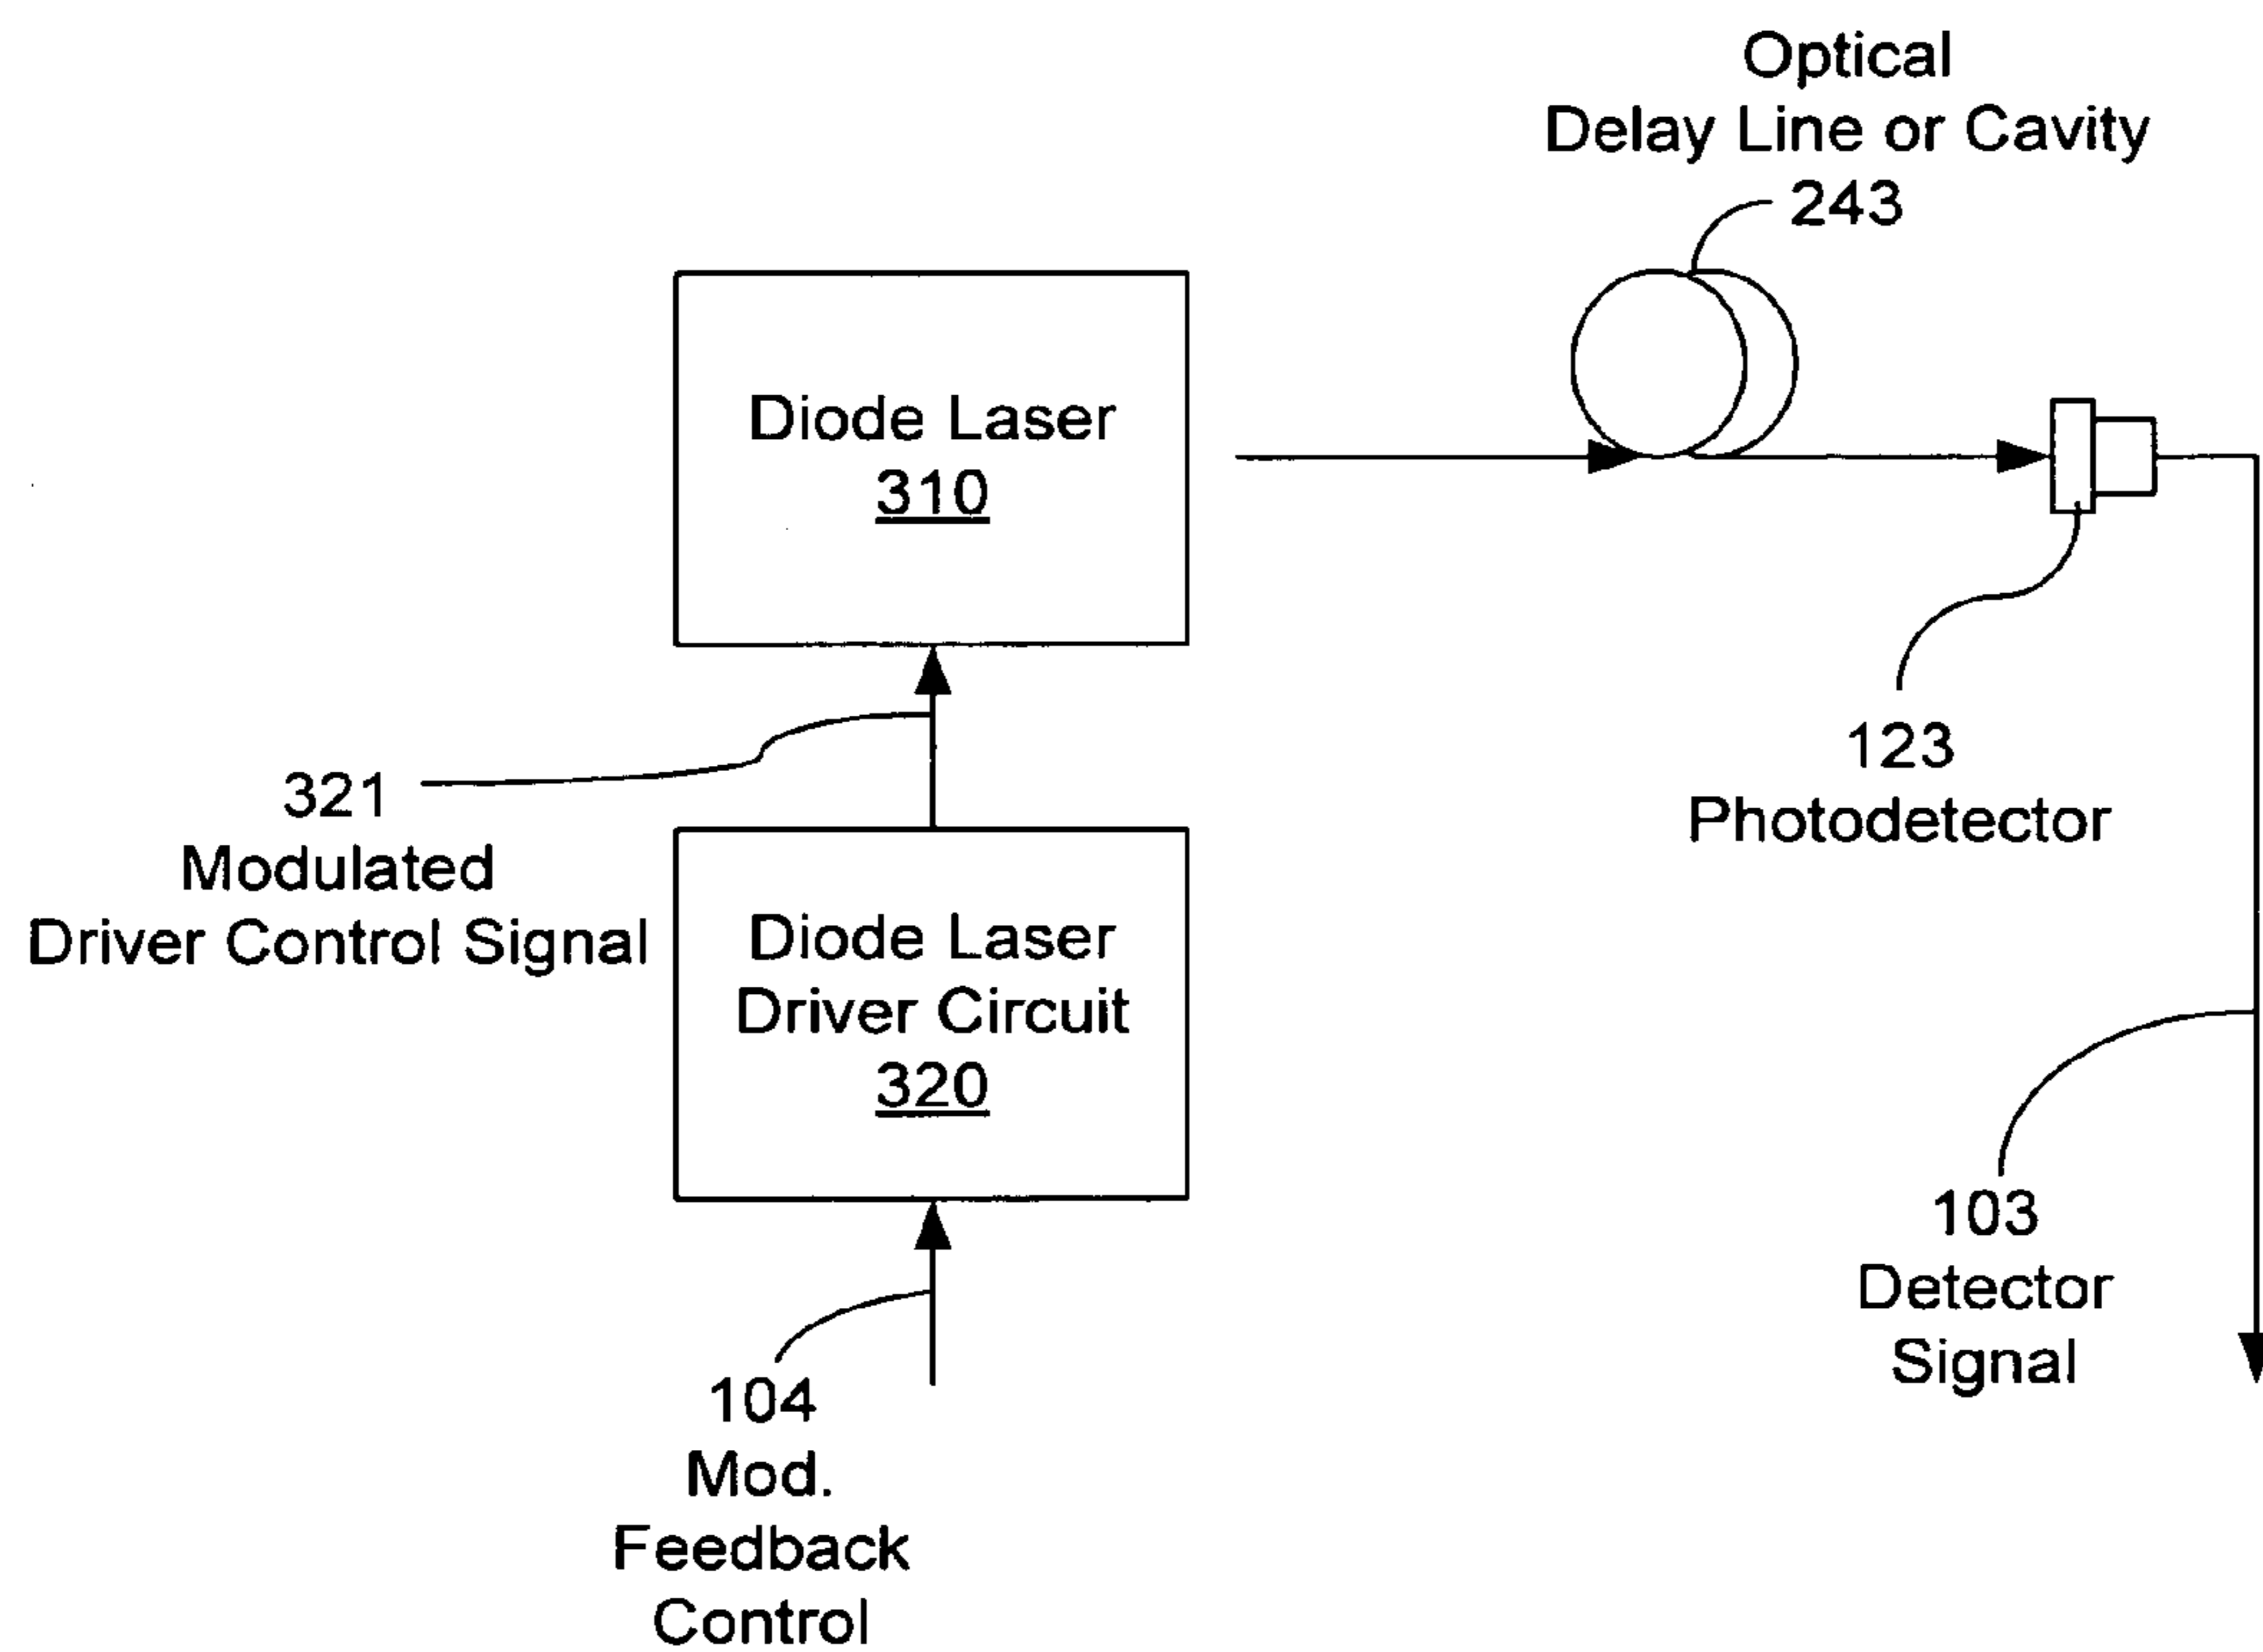 Optical
Delay Line or Cavity
243
Diode Laser
310
123
Photodetector
321
Modulated
Driver Control Signal
Diode Laser
Driver Circuit
320
103
Detector
Signal
104
Mod.
Feedback
Control